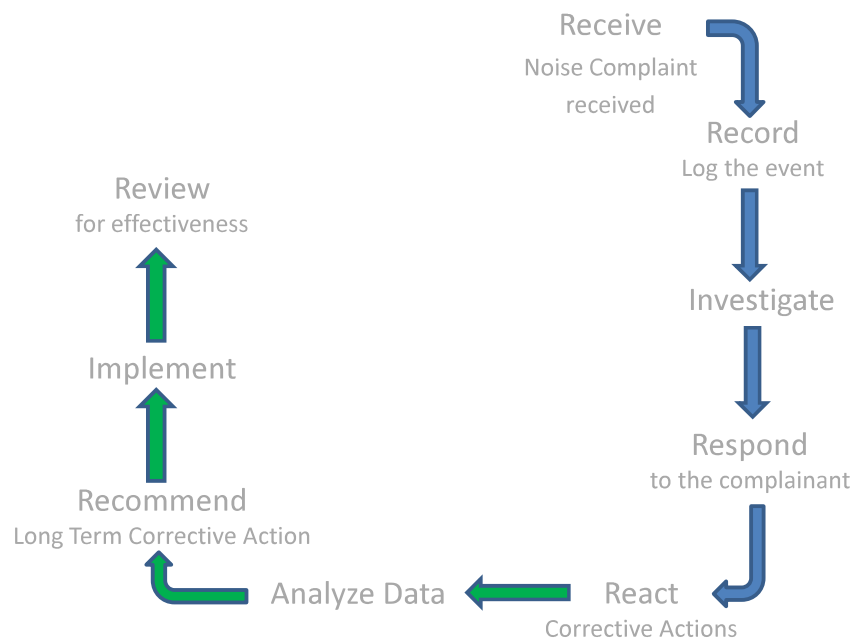 Receive
Noise Complaint
received
Record
Log the event
Investigate
Respond
to the complainant
React
Corrective Actions
Analyze Data
Recommend
Long Term Corrective Action
Implement
Review
for effectiveness